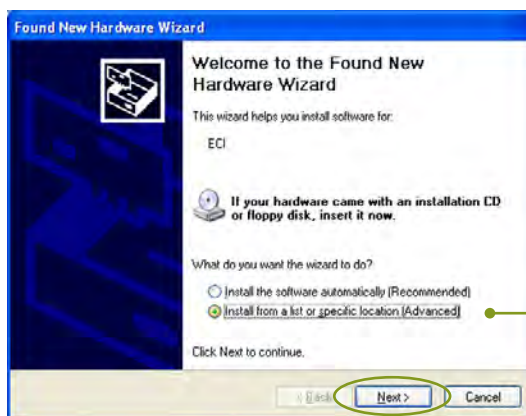 Found New Hardware Wizard
Welcome to the Found New
Hardware Wizard
This wizard helps you install software for:
ECI
If your hardware came with an installation CD
or floppy disk, insert it now.
What do you want the wizard to do?
Install the software automatically (Recommended)
Install from a list or specific location (Advanced)
Click Next to continue.
< Back
Next >
Cancel